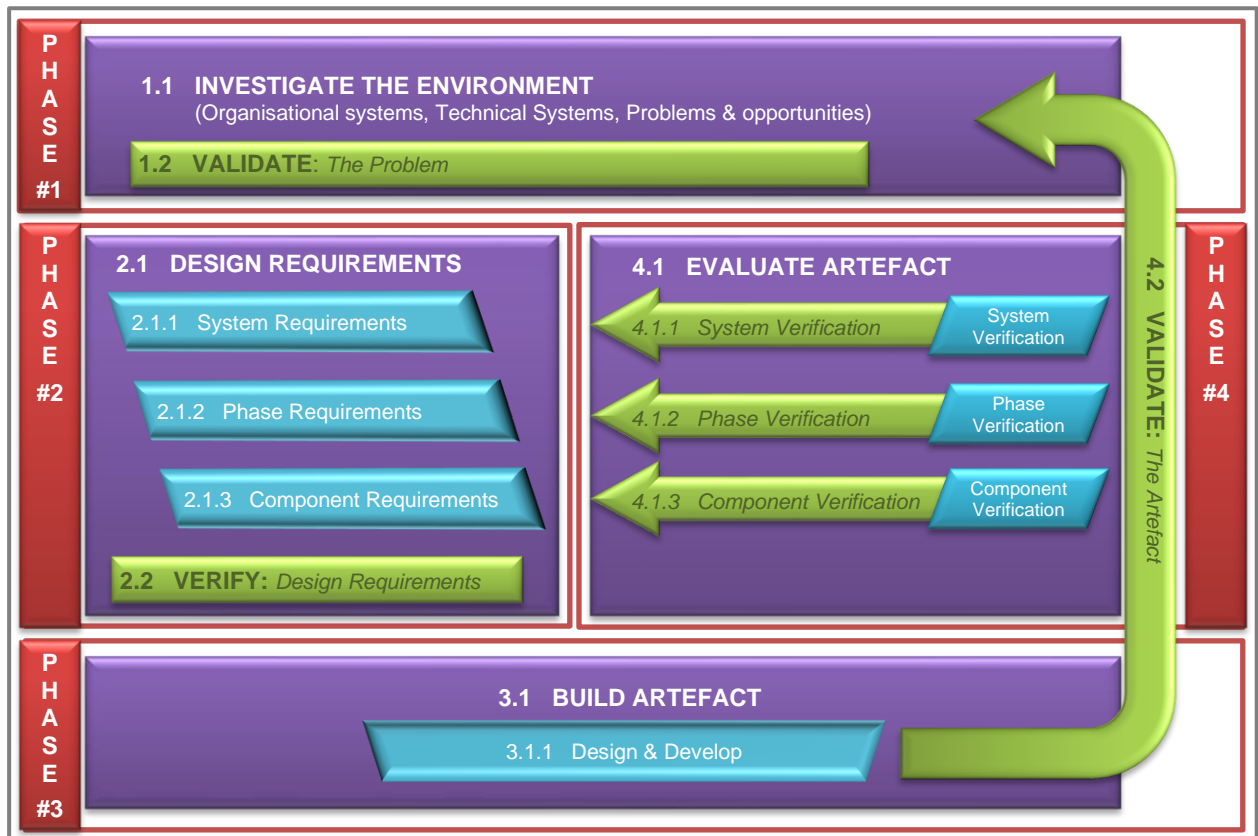 PHASE #1
1.1 INVESTIGATE THE ENVIRONMENT
(Organisational systems, Technical Systems, Problems & opportunities)
1.2 VALIDATE: The Problem
PHASE #2
2.1 DESIGN REQUIREMENTS
2.1.1 System Requirements
2.1.2 Phase Requirements
2.1.3 Component Requirements
2.2 VERIFY: Design Requirements
4.1 EVALUATE ARTEFACT
4.1.1 System Verification
System
Verification
4.1.2 Phase Verification
Phase
Verification
4.1.3 Component Verification
Component
Verification
4.2 VALIDATE: The Artefact
PHASE #4
PHASE #3
3.1 BUILD ARTEFACT
3.1.1 Design & Develop